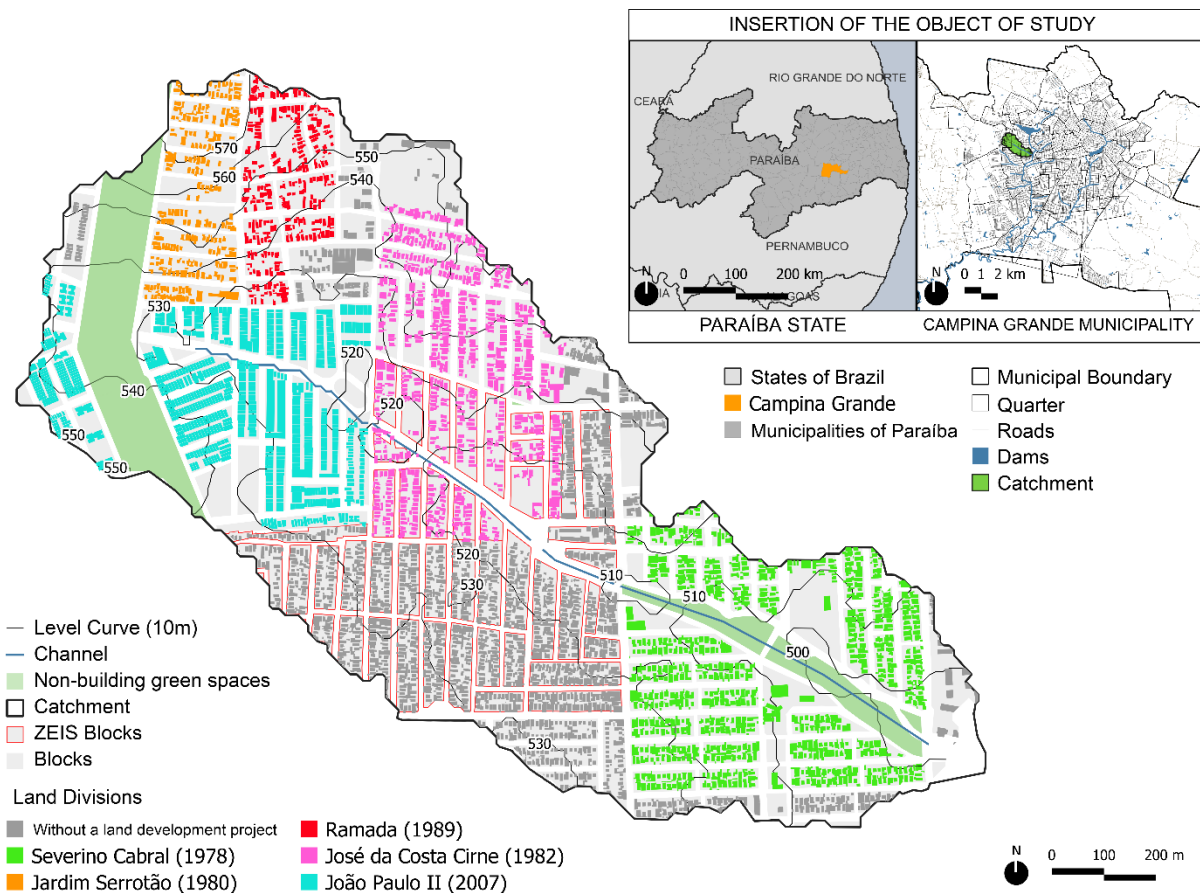 INSERTION OF THE OBJECT OF STUDY
RIO GRANDE DO NORTE
CEARÁ
PARAÍBA
PERNAMBUCO
N
0 100 200 km
PARAÍBA STATE
N
0 1 2 km
CAMPINA GRANDE MUNICIPALITY
States of Brazil
Campina Grande
Municipalities of Paraíba
Municipal Boundary
Quarter
Roads
Dams
Catchment
570
560
550
540
530
520
540
520
550
550
520
530
510
510
500
530
Level Curve (10m)
Channel
Non-building green spaces
Catchment
ZEIS Blocks
Blocks
Land Divisions
Without a land development project
Severino Cabral (1978)
Jardim Serrotão (1980)
Ramada (1989)
José da Costa Cirne (1982)
João Paulo II (2007)
N
0 100 200 m